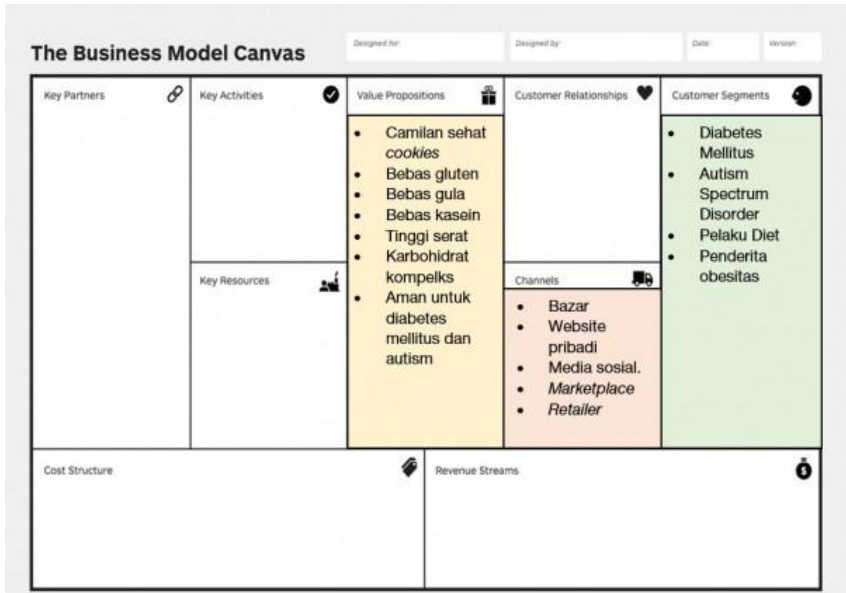 The Business Model Canvas
Designed for:
Designed by:
Date:
Version:
Key Partners
Key Activities
Value Propositions
• Camilan sehat
cookies
• Bebas gluten
• Bebas gula
• Bebas kasein
• Tinggi serat
• Karbohidrat
kompelks
• Aman untuk
diabetes
mellitus dan
autism
Customer Relationships
Customer Segments
• Diabetes
Mellitus
• Autism
Spectrum
Disorder
• Pelaku Diet
• Penderita
obesitas
Key Resources
Channels
• Bazar
• Website
pribadi
• Media sosial.
• Marketplace
• Retailer
Cost Structure
Revenue Streams
$